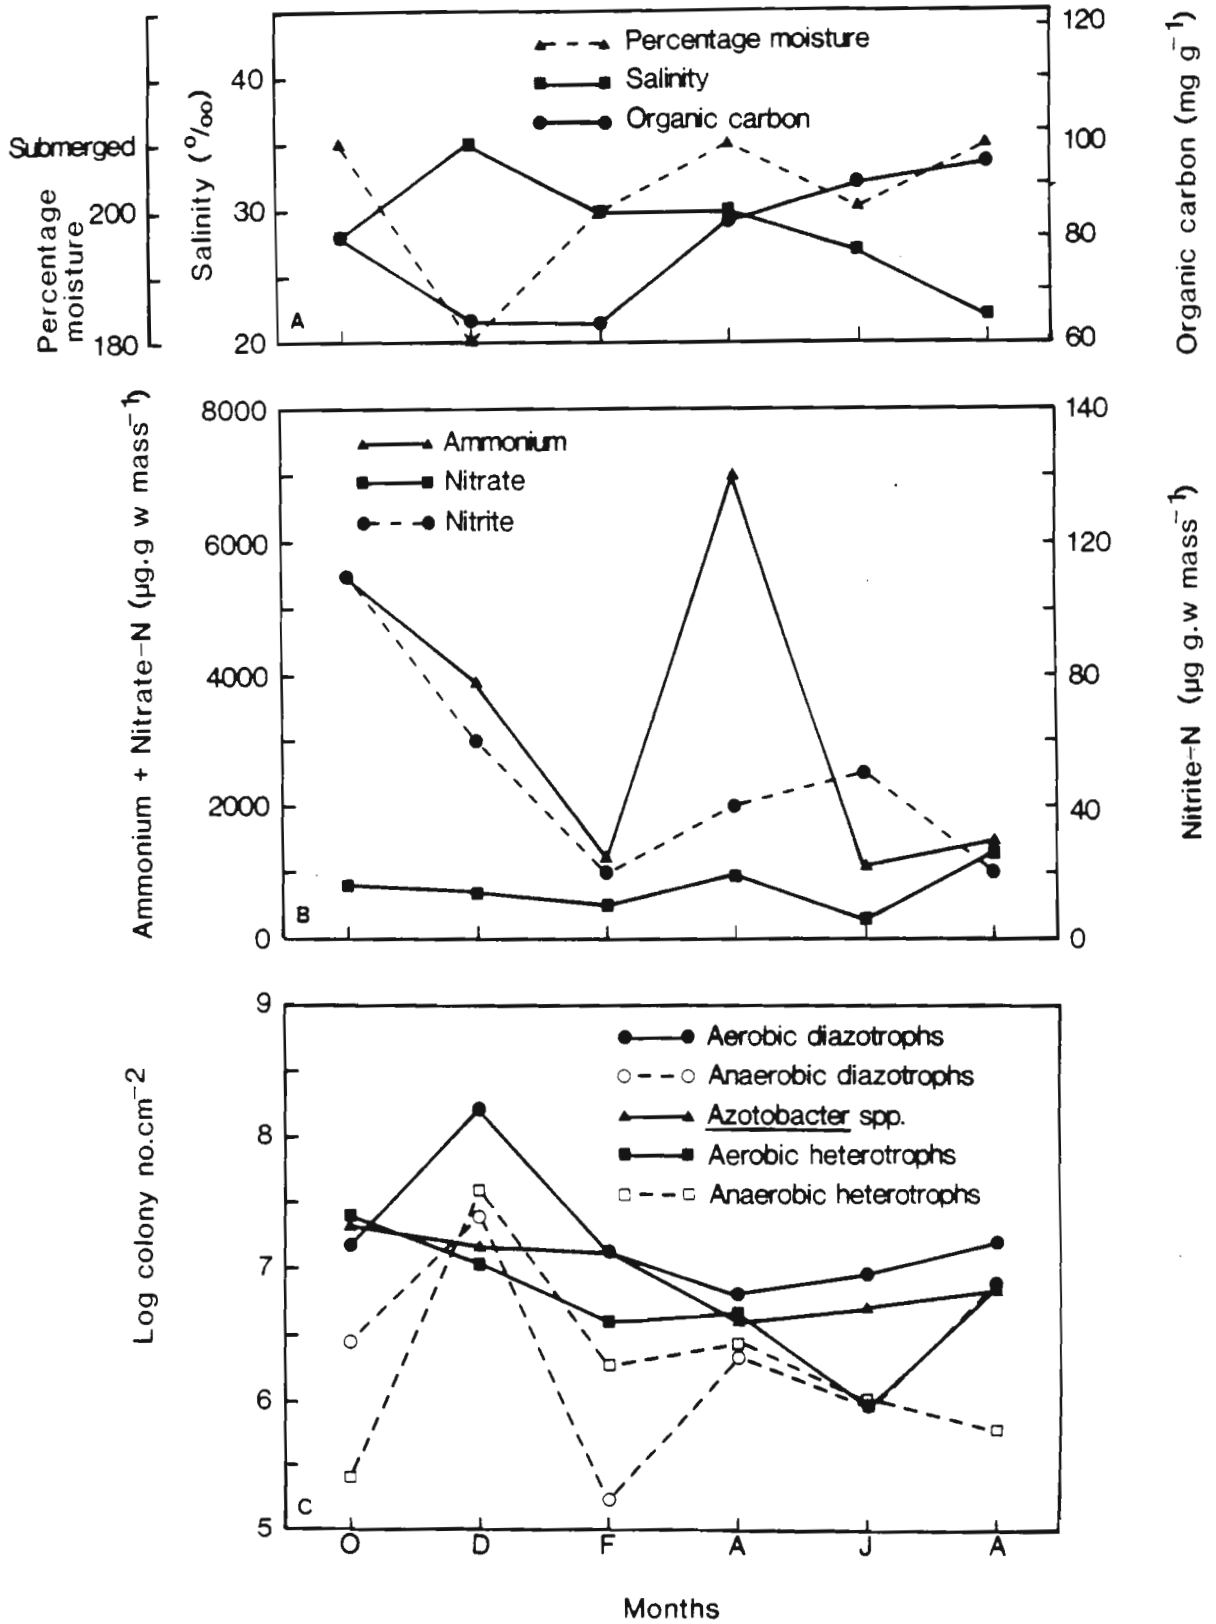 Percentage moisture
Salinity
Organic carbon
Submerged
200
180
Percentage
moisture
40
30
20
Salinity (°/oo)
120
100
80
60
Organic carbon (mg g⁻¹)
A
8000
6000
4000
2000
0
Ammonium + Nitrate-N (µg.g w mass⁻¹)
Ammonium
Nitrate
Nitrite
140
120
80
40
0
Nitrite-N (µg g.w mass⁻¹)
B
9
8
7
6
5
Log colony no.cm⁻²
Aerobic diazotrophs
Anaerobic diazotrophs
Azotobacter spp.
Aerobic heterotrophs
Anaerobic heterotrophs
C
O D F A J A
Months